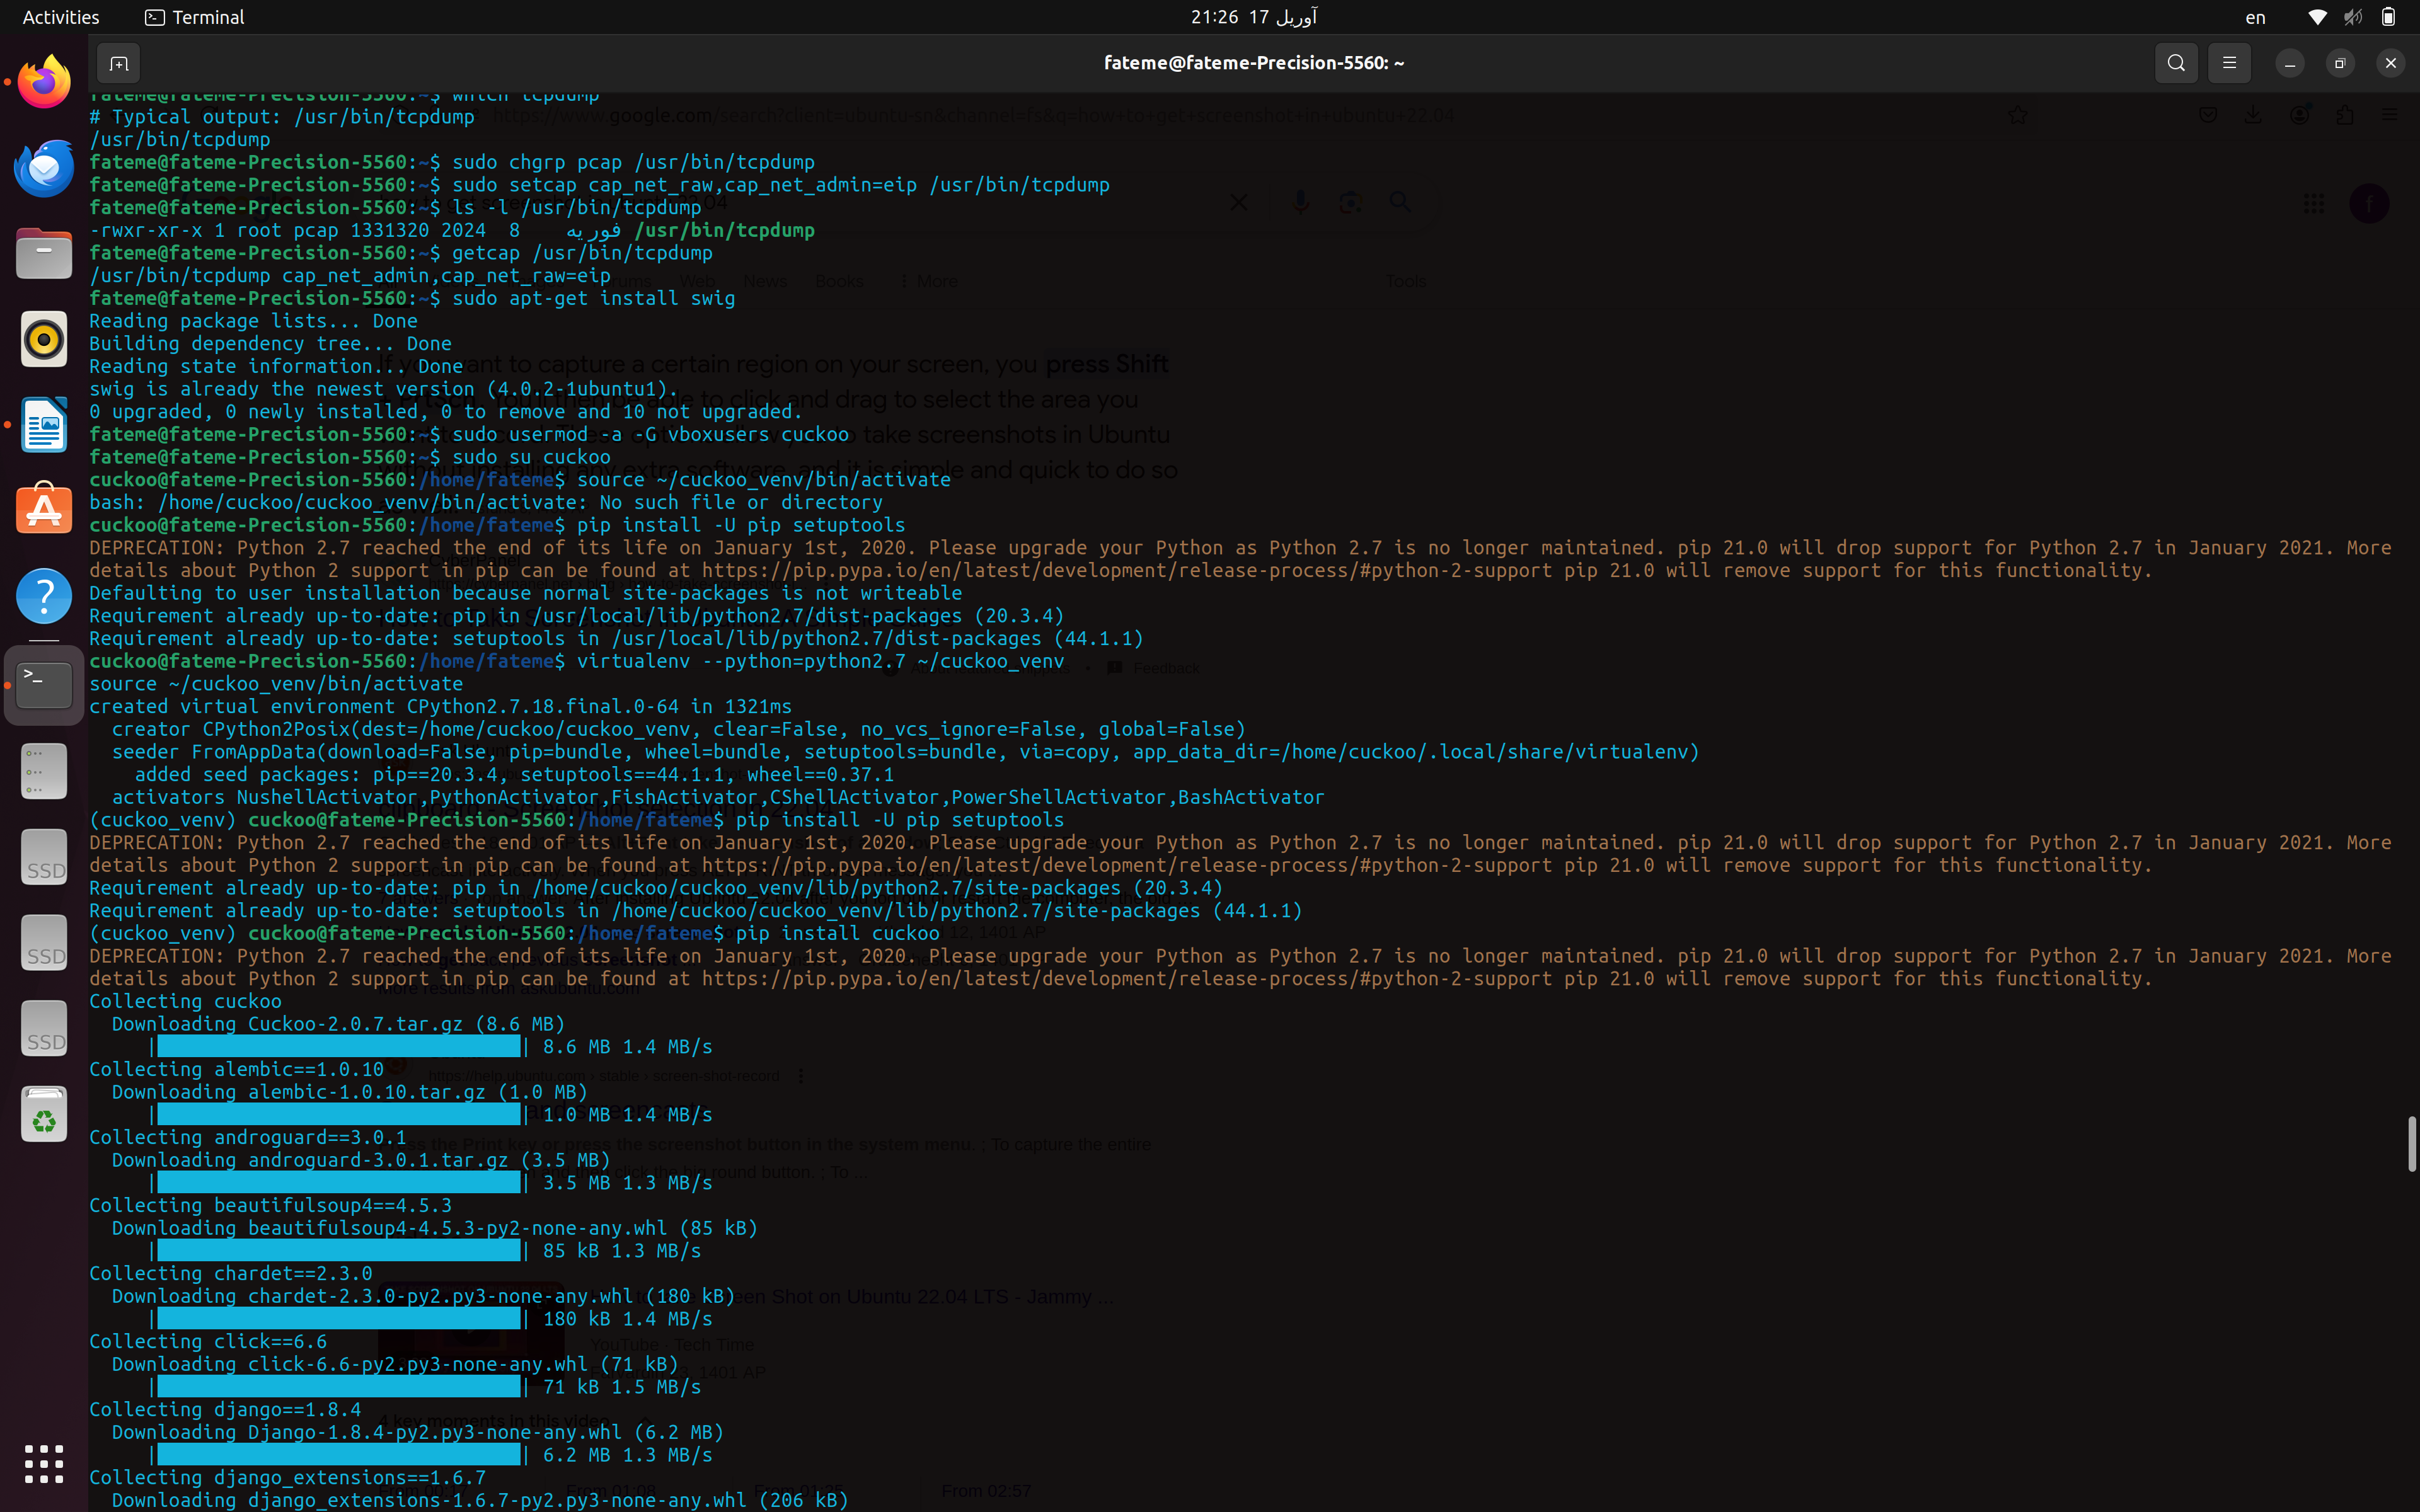 Activities
Terminal
21:26  17 آوریل
en
fateme@fateme-Precision-5560: ~
fateme@fateme-Precision-5560:~$ which tcpdump
# Typical output: /usr/bin/tcpdump
/usr/bin/tcpdump
fateme@fateme-Precision-5560:~$ sudo chgrp pcap /usr/bin/tcpdump
fateme@fateme-Precision-5560:~$ sudo setcap cap_net_raw,cap_net_admin=eip /usr/bin/tcpdump
fateme@fateme-Precision-5560:~$ ls -l /usr/bin/tcpdump
-rwxr-xr-x 1 root pcap 1331320 2024  8    فوریه /usr/bin/tcpdump
fateme@fateme-Precision-5560:~$ getcap /usr/bin/tcpdump
/usr/bin/tcpdump cap_net_admin,cap_net_raw=eip
fateme@fateme-Precision-5560:~$ sudo apt-get install swig
Reading package lists... Done
Building dependency tree... Done
Reading state information... Done
swig is already the newest version (4.0.2-1ubuntu1).
0 upgraded, 0 newly installed, 0 to remove and 10 not upgraded.
fateme@fateme-Precision-5560:~$ sudo usermod -a -G vboxusers cuckoo
fateme@fateme-Precision-5560:~$ sudo su cuckoo
cuckoo@fateme-Precision-5560:/home/fateme$ source ~/cuckoo_venv/bin/activate
bash: /home/cuckoo/cuckoo_venv/bin/activate: No such file or directory
cuckoo@fateme-Precision-5560:/home/fateme$ pip install -U pip setuptools
DEPRECATION: Python 2.7 reached the end of its life on January 1st, 2020. Please upgrade your Python as Python 2.7 is no longer maintained. pip 21.0 will drop support for Python 2.7 in January 2021. More
details about Python 2 support in pip can be found at https://pip.pypa.io/en/latest/development/release-process/#python-2-support pip 21.0 will remove support for this functionality.
Defaulting to user installation because normal site-packages is not writeable
Requirement already up-to-date: pip in /usr/local/lib/python2.7/dist-packages (20.3.4)
Requirement already up-to-date: setuptools in /usr/local/lib/python2.7/dist-packages (44.1.1)
cuckoo@fateme-Precision-5560:/home/fateme$ virtualenv --python=python2.7 ~/cuckoo_venv
source ~/cuckoo_venv/bin/activate
created virtual environment CPython2.7.18.final.0-64 in 1321ms
  creator CPython2Posix(dest=/home/cuckoo/cuckoo_venv, clear=False, no_vcs_ignore=False, global=False)
  seeder FromAppData(download=False, pip=bundle, wheel=bundle, setuptools=bundle, via=copy, app_data_dir=/home/cuckoo/.local/share/virtualenv)
    added seed packages: pip==20.3.4, setuptools==44.1.1, wheel==0.37.1
  activators NushellActivator,PythonActivator,FishActivator,CShellActivator,PowerShellActivator,BashActivator
(cuckoo_venv) cuckoo@fateme-Precision-5560:/home/fateme$ pip install -U pip setuptools
DEPRECATION: Python 2.7 reached the end of its life on January 1st, 2020. Please upgrade your Python as Python 2.7 is no longer maintained. pip 21.0 will drop support for Python 2.7 in January 2021. More
details about Python 2 support in pip can be found at https://pip.pypa.io/en/latest/development/release-process/#python-2-support pip 21.0 will remove support for this functionality.
Requirement already up-to-date: pip in /home/cuckoo/cuckoo_venv/lib/python2.7/site-packages (20.3.4)
Requirement already up-to-date: setuptools in /home/cuckoo/cuckoo_venv/lib/python2.7/site-packages (44.1.1)
(cuckoo_venv) cuckoo@fateme-Precision-5560:/home/fateme$ pip install cuckoo
DEPRECATION: Python 2.7 reached the end of its life on January 1st, 2020. Please upgrade your Python as Python 2.7 is no longer maintained. pip 21.0 will drop support for Python 2.7 in January 2021. More
details about Python 2 support in pip can be found at https://pip.pypa.io/en/latest/development/release-process/#python-2-support pip 21.0 will remove support for this functionality.
Collecting cuckoo
  Downloading Cuckoo-2.0.7.tar.gz (8.6 MB)
| | 8.6 MB 1.4 MB/s
Collecting alembic==1.0.10
  Downloading alembic-1.0.10.tar.gz (1.0 MB)
| | 1.0 MB 1.4 MB/s
Collecting androguard==3.0.1
  Downloading androguard-3.0.1.tar.gz (3.5 MB)
| | 3.5 MB 1.3 MB/s
Collecting beautifulsoup4==4.5.3
  Downloading beautifulsoup4-4.5.3-py2-none-any.whl (85 kB)
| | 85 kB 1.3 MB/s
Collecting chardet==2.3.0
  Downloading chardet-2.3.0-py2.py3-none-any.whl (180 kB)
| | 180 kB 1.4 MB/s
Collecting click==6.6
  Downloading click-6.6-py2.py3-none-any.whl (71 kB)
| | 71 kB 1.5 MB/s
Collecting django==1.8.4
  Downloading Django-1.8.4-py2.py3-none-any.whl (6.2 MB)
| | 6.2 MB 1.3 MB/s
Collecting django_extensions==1.6.7
  Downloading django_extensions-1.6.7-py2.py3-none-any.whl (206 kB)
SSD
SSD
SSD